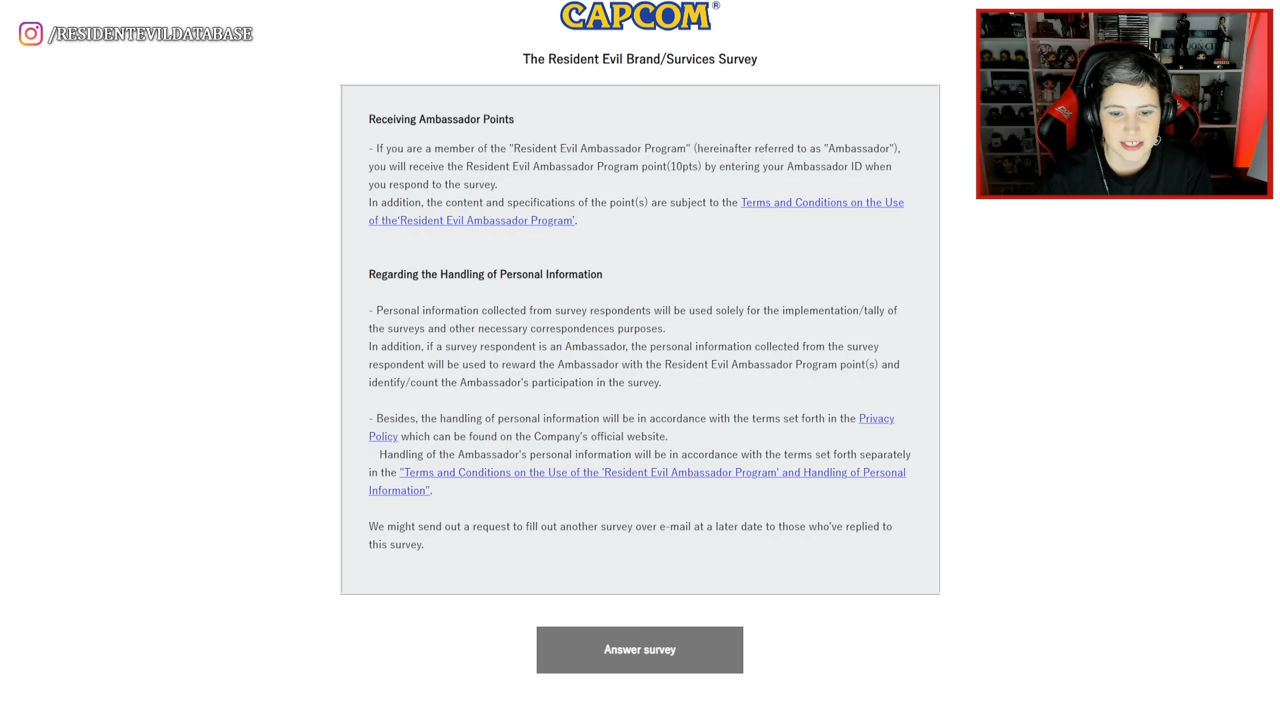 /RESIDENTEVILDATABASE
CAPCOM®
The Resident Evil Brand/Survices Survey
Receiving Ambassador Points
- If you are a member of the "Resident Evil Ambassador Program" (hereinafter referred to as "Ambassador"),
you will receive the Resident Evil Ambassador Program point(10pts) by entering your Ambassador ID when
you respond to the survey.
In addition, the content and specifications of the point(s) are subject to the Terms and Conditions on the Use
of the'Resident Evil Ambassador Program'.
Regarding the Handling of Personal Information
- Personal information collected from survey respondents will be used solely for the implementation/tally of
the surveys and other necessary correspondences purposes.
In addition, if a survey respondent is an Ambassador, the personal information collected from the survey
respondent will be used to reward the Ambassador with the Resident Evil Ambassador Program point(s) and
identify/count the Ambassador's participation in the survey.
- Besides, the handling of personal information will be in accordance with the terms set forth in the Privacy
Policy which can be found on the Company's official website.
Handling of the Ambassador's personal information will be in accordance with the terms set forth separately
in the "Terms and Conditions on the Use of the 'Resident Evil Ambassador Program' and Handling of Personal
Information".
We might send out a request to fill out another survey over e-mail at a later date to those who've replied to
this survey.
Answer survey